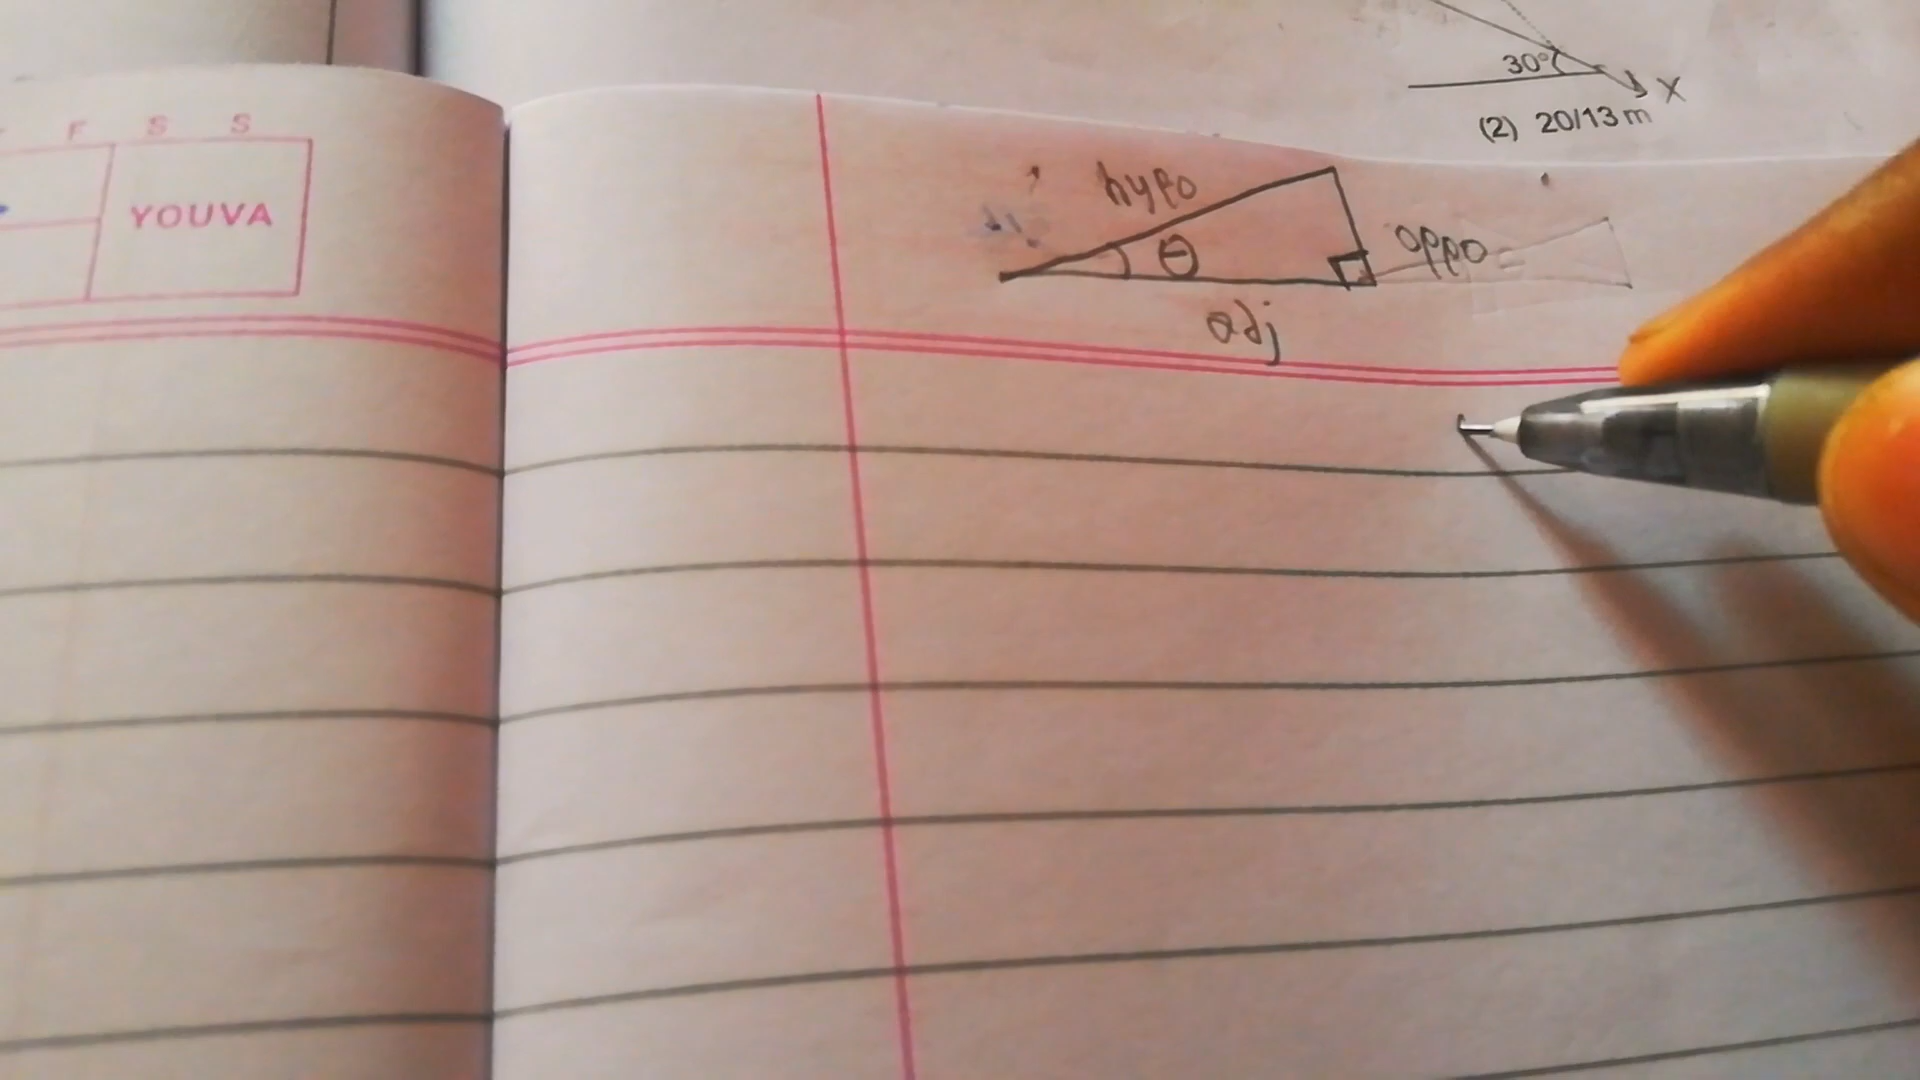 30°
X
(2) 20/13 m
F S S
YOUVA
hypo
θ
oppo
adj